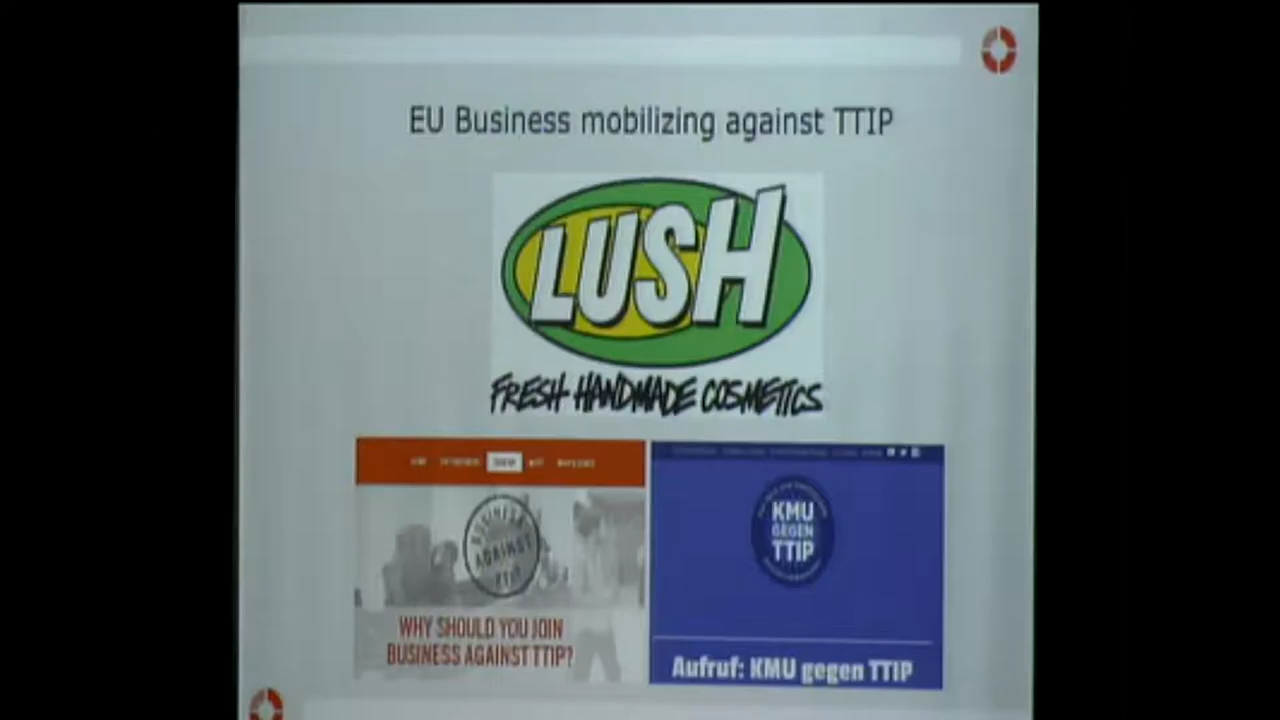 EU Business mobilizing against TTIP
LUSH
FRESH HANDMADE COSMETICS
BUSINESS
AGAINST
TTIP
WHY SHOULD YOU JOIN
BUSINESS AGAINST TTIP?
KMU
GEGEN
TTIP
Aufruf: KMU gegen TTIP